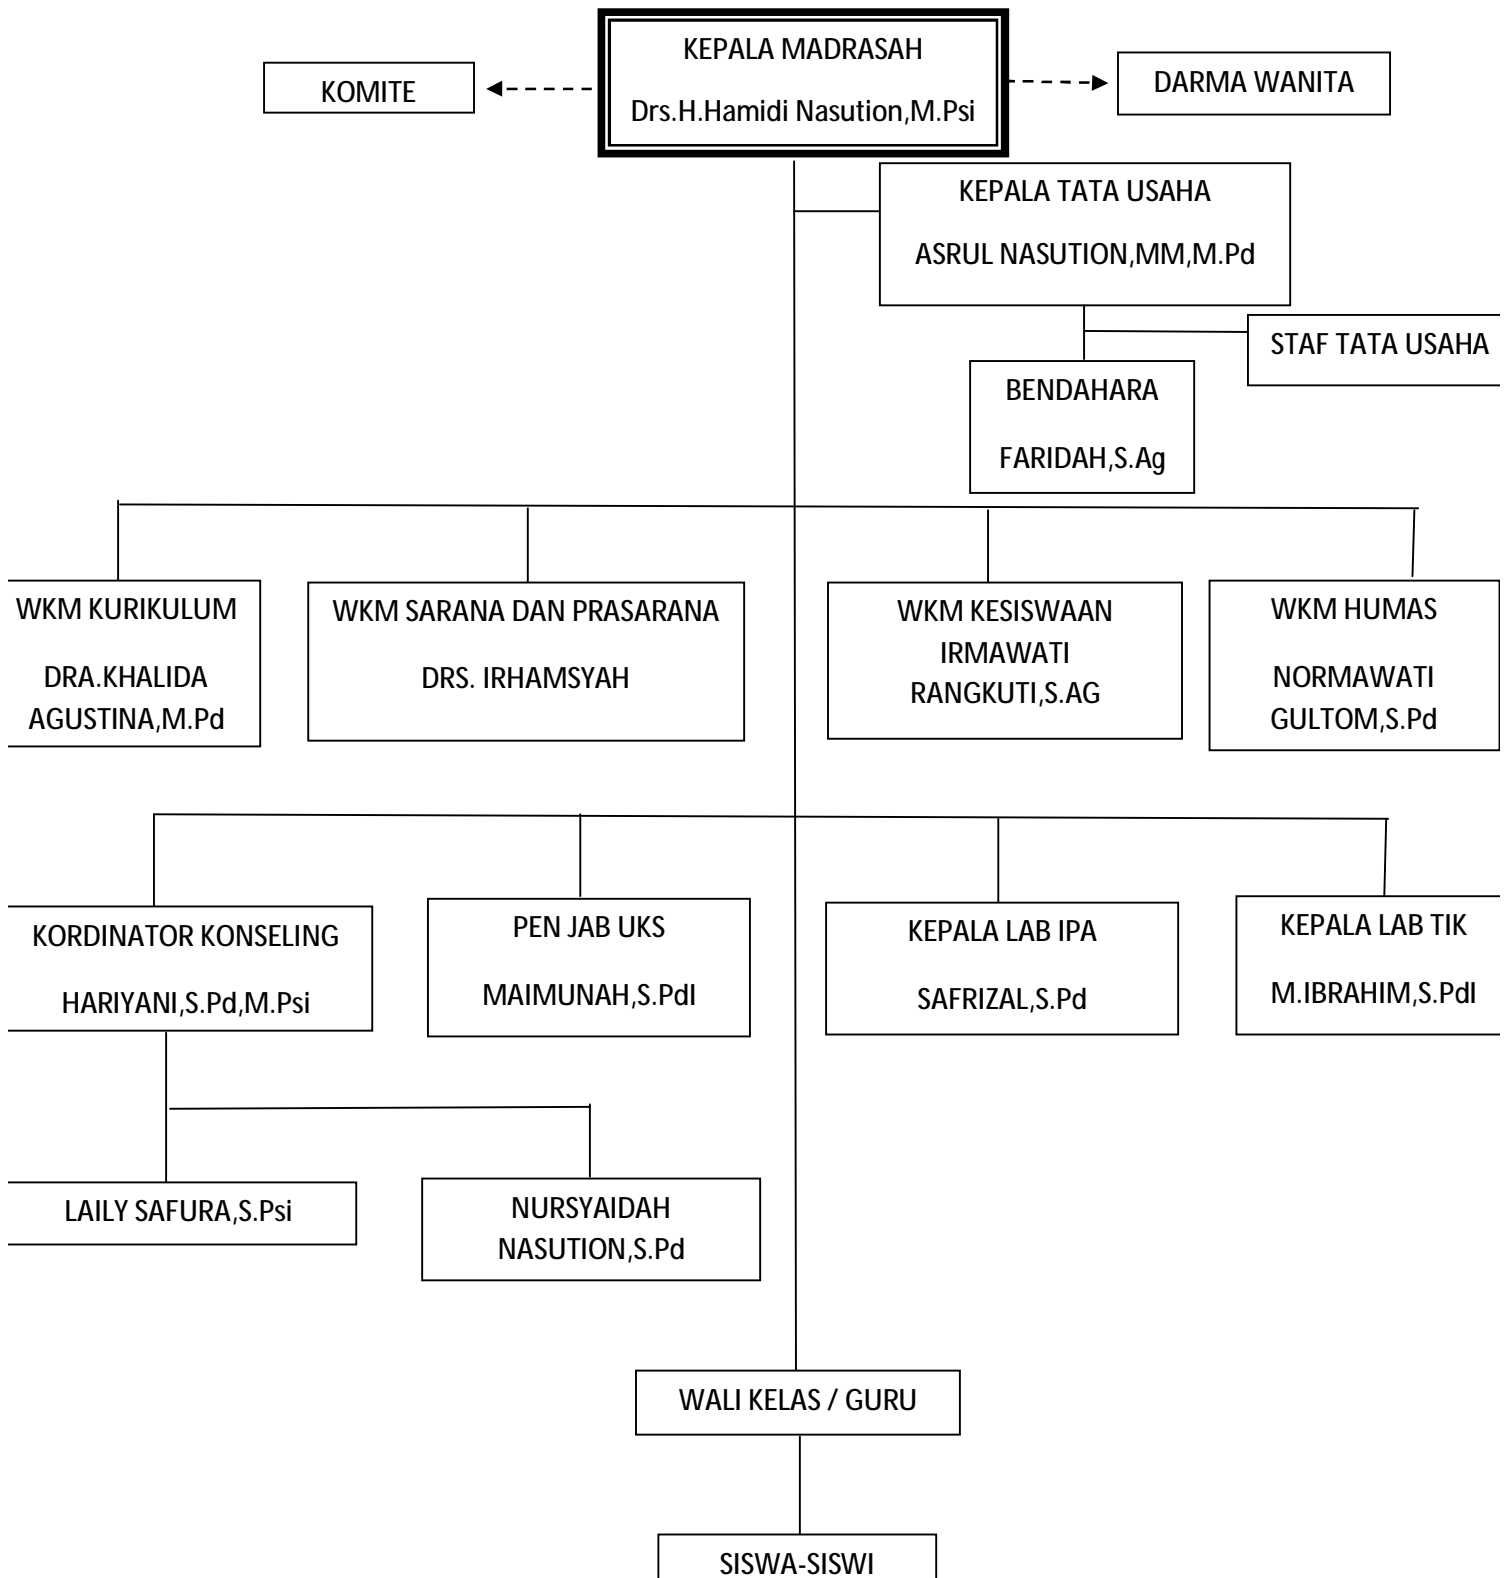 KEPALA MADRASAH
Drs.H.Hamidi Nasution,M.Psi
KOMITE
DARMA WANITA
KEPALA TATA USAHA
ASRUL NASUTION,MM,M.Pd
STAF TATA USAHA
BENDAHARA
FARIDAH,S.Ag
WKM KURIKULUM
DRA.KHALIDA
AGUSTINA,M.Pd
WKM SARANA DAN PRASARANA
DRS. IRHAMSYAH
WKM KESISWAAN
IRMAWATI
RANGKUTI,S.AG
WKM HUMAS
NORMAWATI
GULTOM,S.Pd
KORDINATOR KONSELING
HARIYANI,S.Pd,M.Psi
PEN JAB UKS
MAIMUNAH,S.PdI
KEPALA LAB IPA
SAFRIZAL,S.Pd
KEPALA LAB TIK
M.IBRAHIM,S.PdI
LAILY SAFURA,S.Psi
NURSYAIDAH
NASUTION,S.Pd
WALI KELAS / GURU
SISWA-SISWI